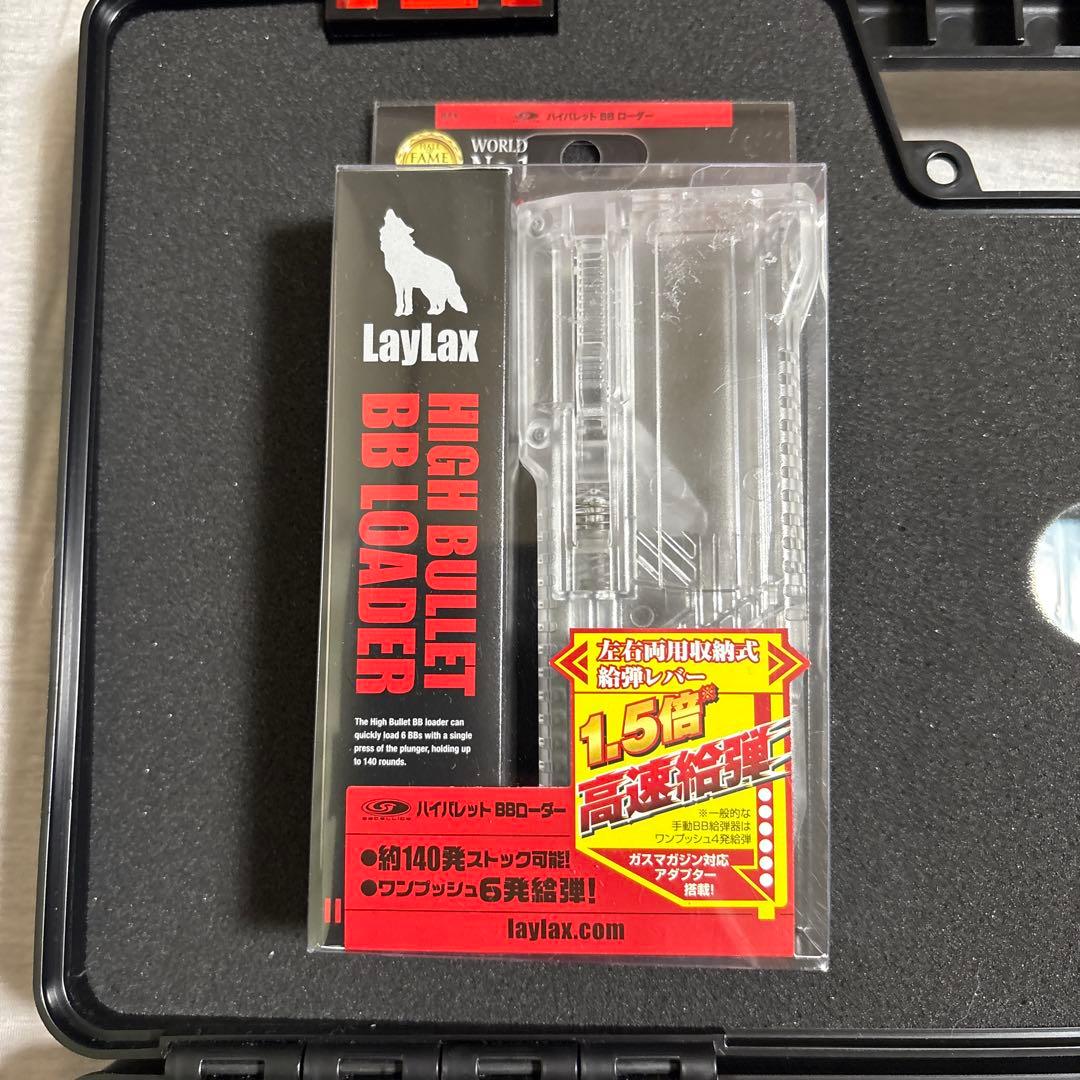 ハイバレット BB ローダー
FAME
WORLD
No.1
LayLax
HIGH BULLET
BB LOADER
The High Bullet BB loader can
quickly load 6 BBs with a single
press of the plunger, holding up
to 140 rounds.
左右両用収納式
給弾レバー
1.5倍※
高速給弾
※一般的な
手動BB給弾器は
ワンプッシュ4発給弾
ガスマガジン対応
アダプター
搭載!
SATELLITE
ハイバレット BBローダー
●約140発ストック可能!
●ワンプッシュ6発給弾!
laylax.com